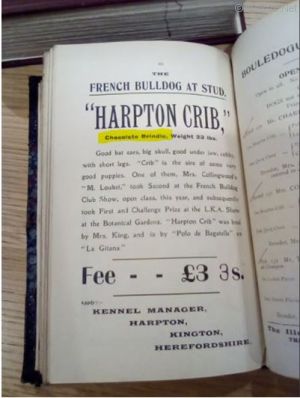 THE
FRENCH BULLDOG AT STUD.
"HARPTON CRIB,"
Chocolate Brindle, Weight 22 lbs.
Good bat ears, big skull, good under jaw, cobby,
with short legs. "Crib" is the sire of some very
good puppies. One of them, Mrs. Collingwood's
"M. Loubet," took Second at the French Bulldog
Club Show, open class, this year, and subsequently
took First and Challenge Prize at the L.K.A. Show
at the Botanical Gardens. "Harpton Crib" was bred
by Mrs. King, and is by "Polo de Bagatelle" ex
"La Gitana."
Fee - - £3 3s.
KENNEL MANAGER,
HARPTON,
KINGTON,
HEREFORDSHIRE.
BOULEDOGU
OPEN